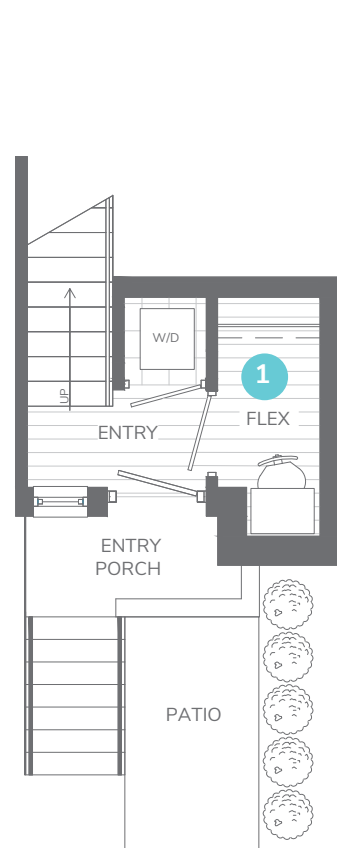 W/D
1
UP
FLEX
ENTRY
ENTRY
PORCH
PATIO